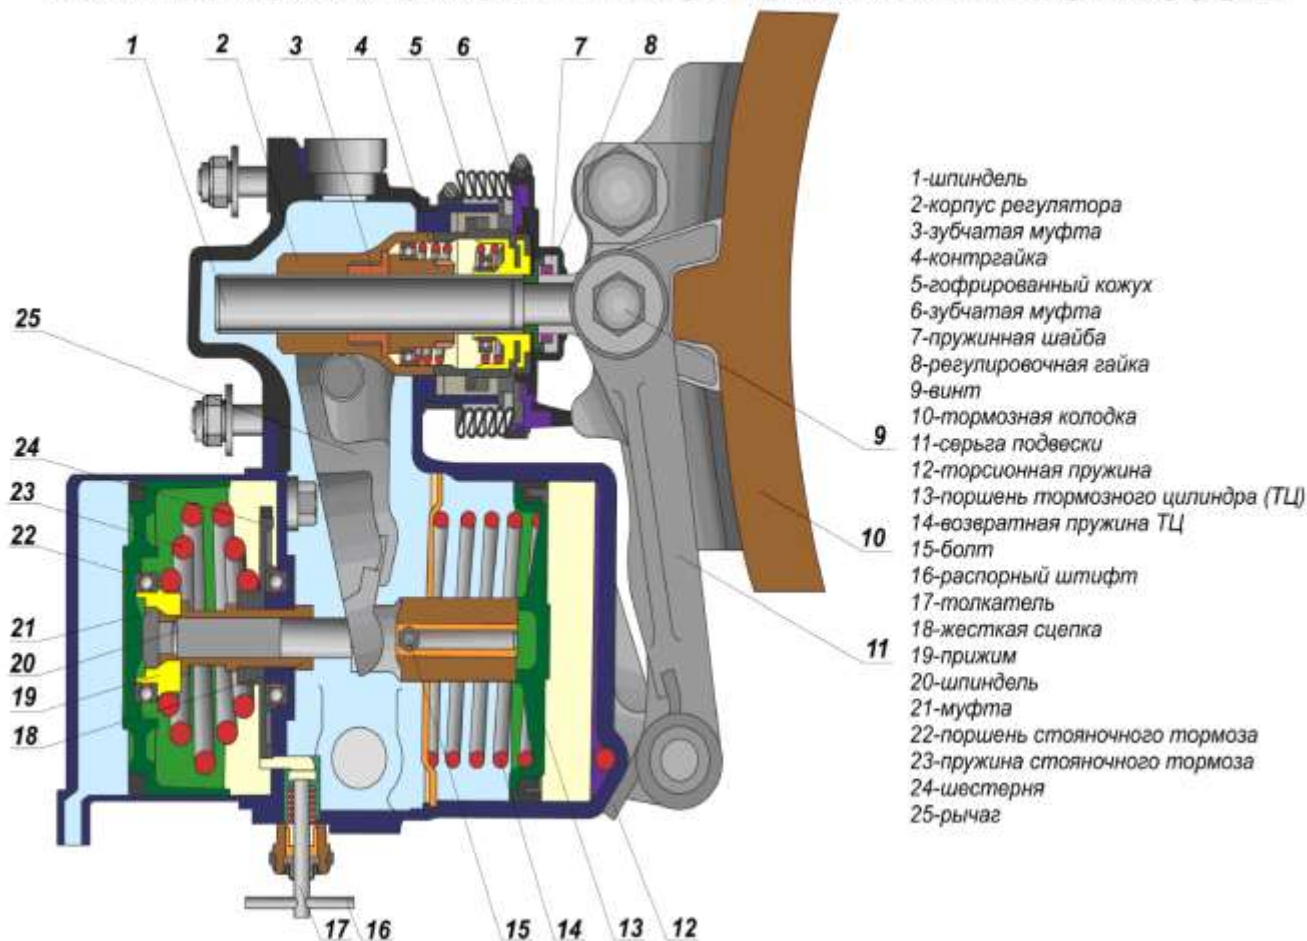 1 2 3 4 5 6 7 8
25
24
23
22
21
20
19
18
9
10
11
17 16 15 14 13 12
1-шпиндель
2-корпус регулятора
3-зубчатая муфта
4-контргайка
5-гофрированный кожух
6-зубчатая муфта
7-пружинная шайба
8-регулировочная гайка
9-винт
10-тормозная колодка
11-серьга подвески
12-торсионная пружина
13-поршень тормозного цилиндра (ТЦ)
14-возвратная пружина ТЦ
15-болт
16-распорный штифт
17-толкатель
18-жесткая сцепка
19-прижим
20-шпиндель
21-муфта
22-поршень стояночного тормоза
23-пружина стояночного тормоза
24-шестерня
25-рычаг